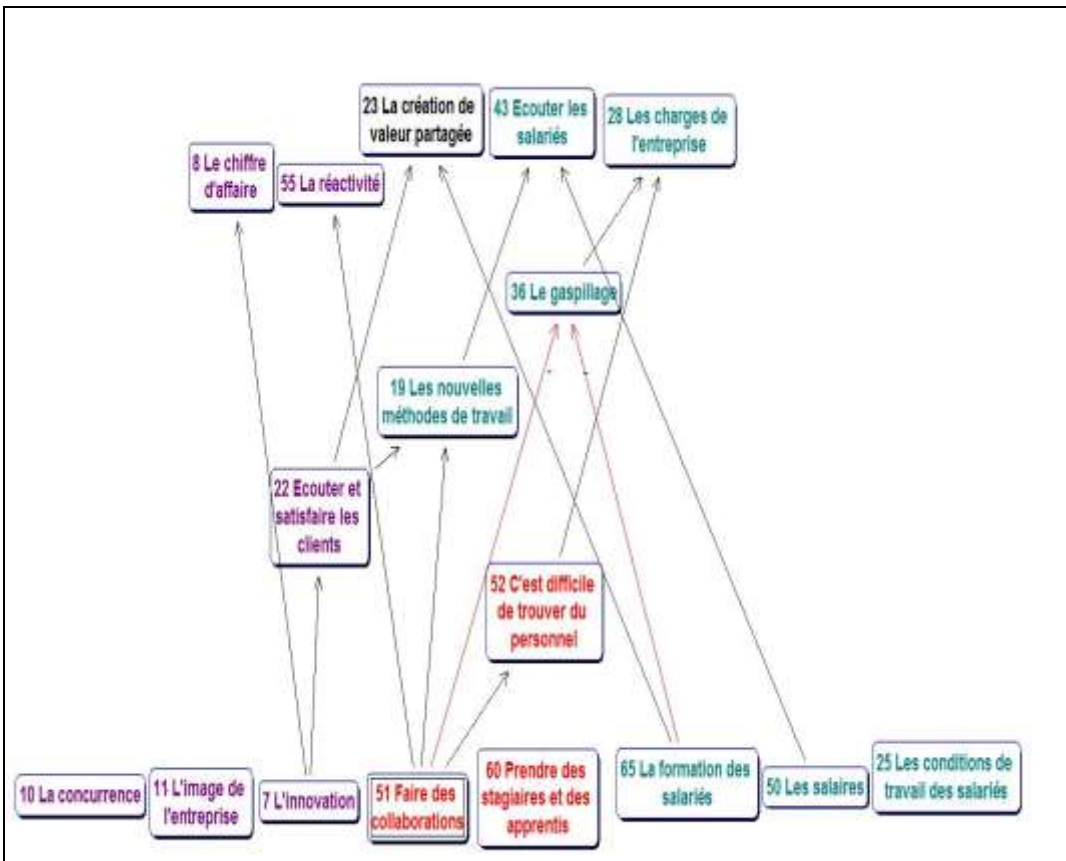 23 La création de
valeur partagée
43 Ecouter les
salariés
28 Les charges de
l'entreprise
8 Le chiffre
d'affaire
55 La réactivité
36 Le gaspillage
-
-
19 Les nouvelles
méthodes de travail
22 Ecouter et
satisfaire les
clients
52 C'est difficile
de trouver du
personnel
10 La concurrence
11 L'image de
l'entreprise
7 L'innovation
51 Faire des
collaborations
60 Prendre des
stagiaires et des
apprentis
65 La formation des
salariés
50 Les salaires
25 Les conditions de
travail des salariés